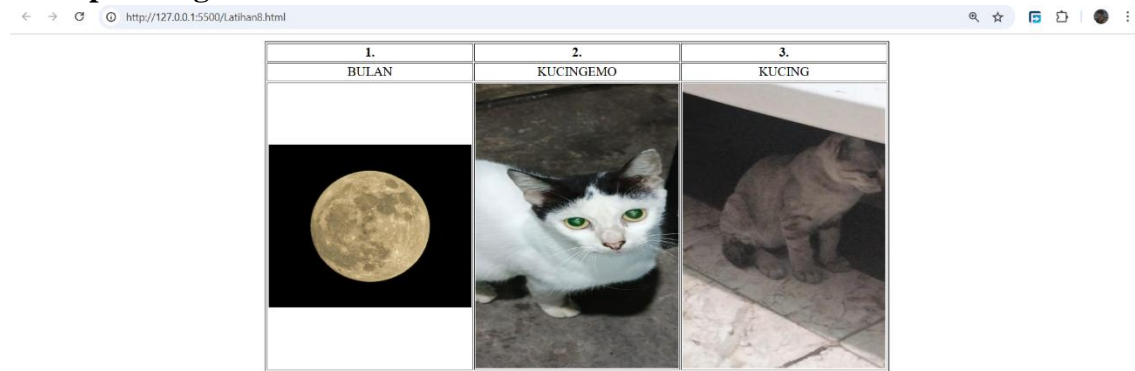 http://127.0.0.1:5500/Latihan8.html
1. 2. 3.
BULAN KUCINGEMO KUCING